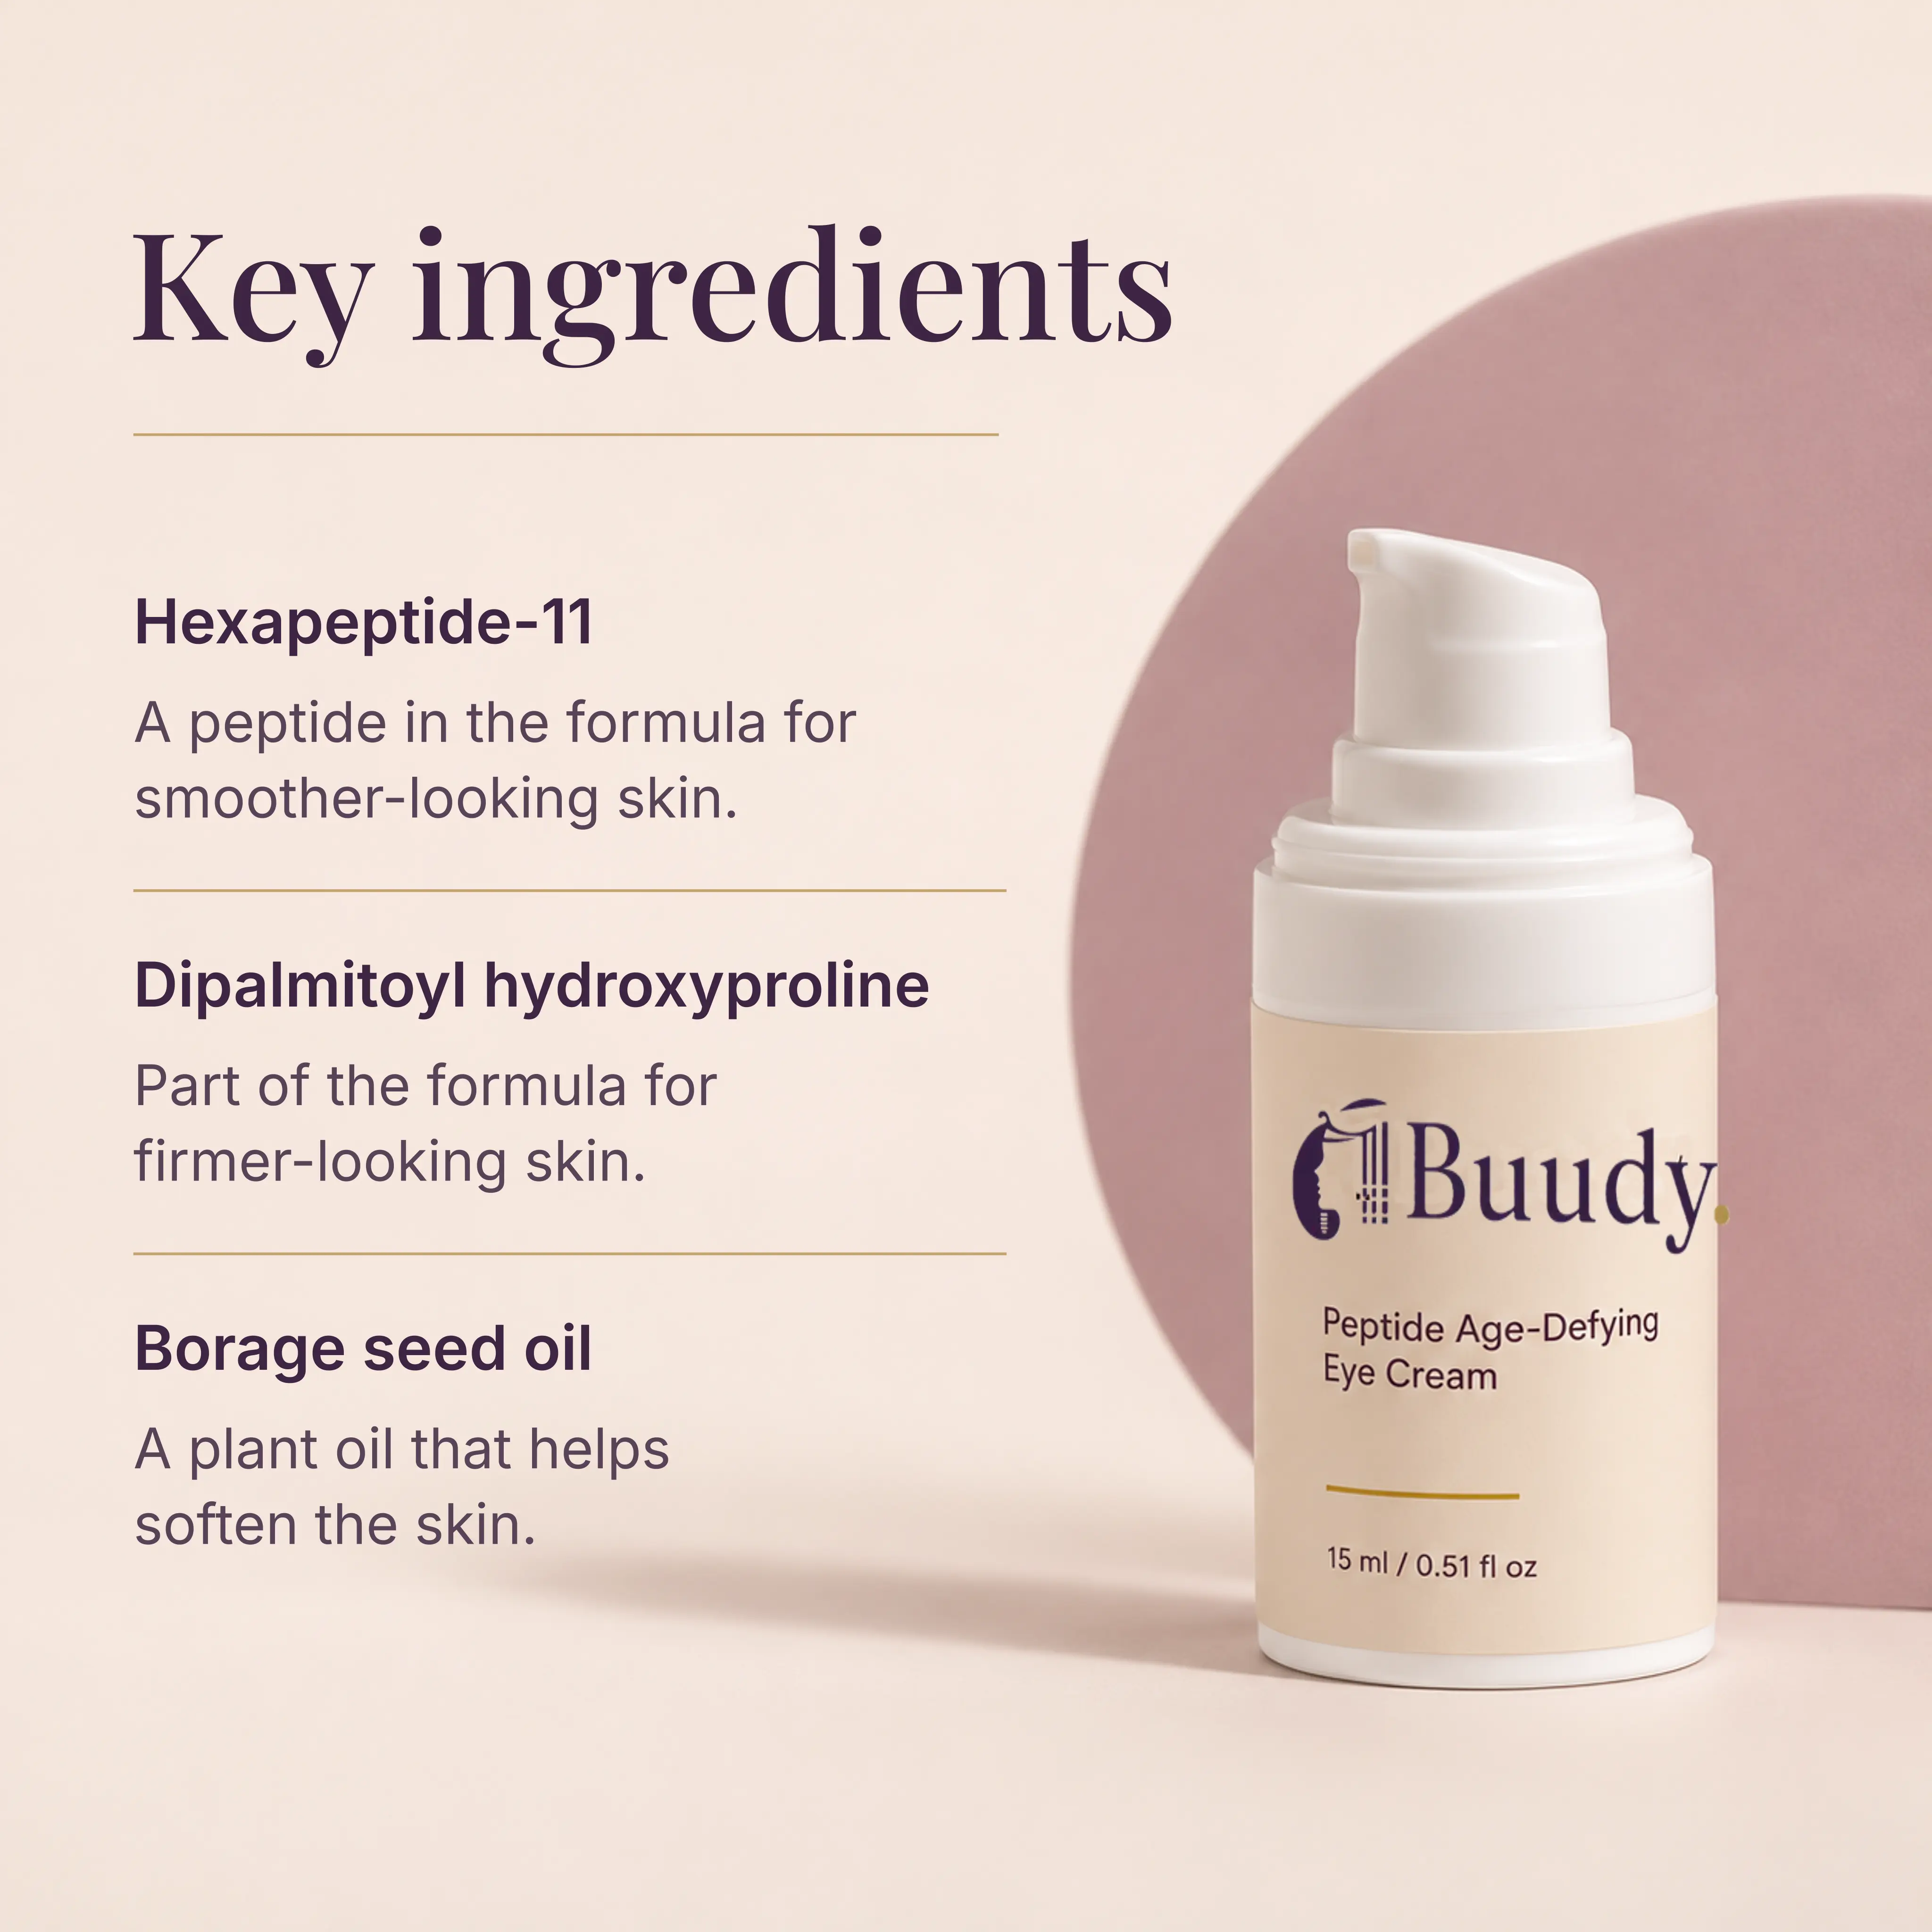 Key ingredients
Hexapeptide-11
A peptide in the formula for
smoother-looking skin.
Dipalmitoyl hydroxyproline
Part of the formula for
firmer-looking skin.
Borage seed oil
A plant oil that helps
soften the skin.
Buudy.
Peptide Age-Defying
Eye Cream
15 ml / 0.51 fl oz